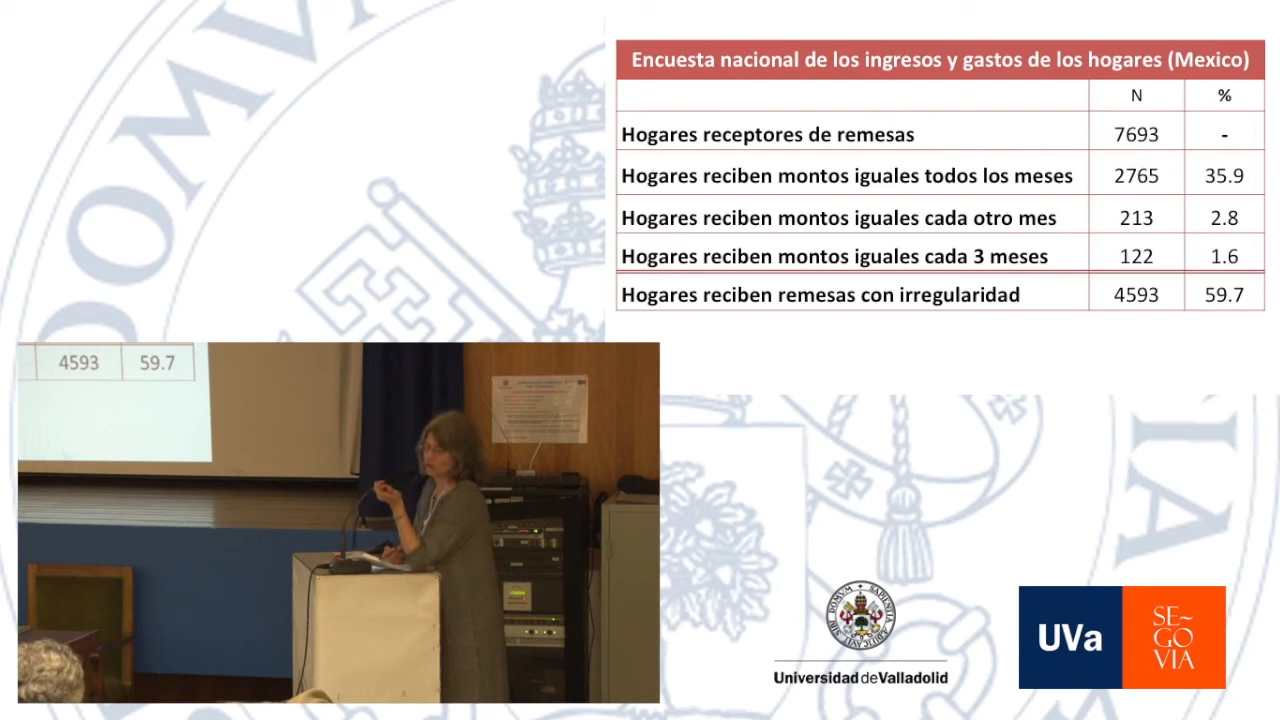 Encuesta nacional de los ingresos y gastos de los hogares (Mexico)
N %
Hogares receptores de remesas 7693 -
Hogares reciben montos iguales todos los meses 2765 35.9
Hogares reciben montos iguales cada otro mes 213 2.8
Hogares reciben montos iguales cada 3 meses 122 1.6
Hogares reciben remesas con irregularidad 4593 59.7
4593 59.7
Universidad de Valladolid
UVa
SE~
GO
VIA